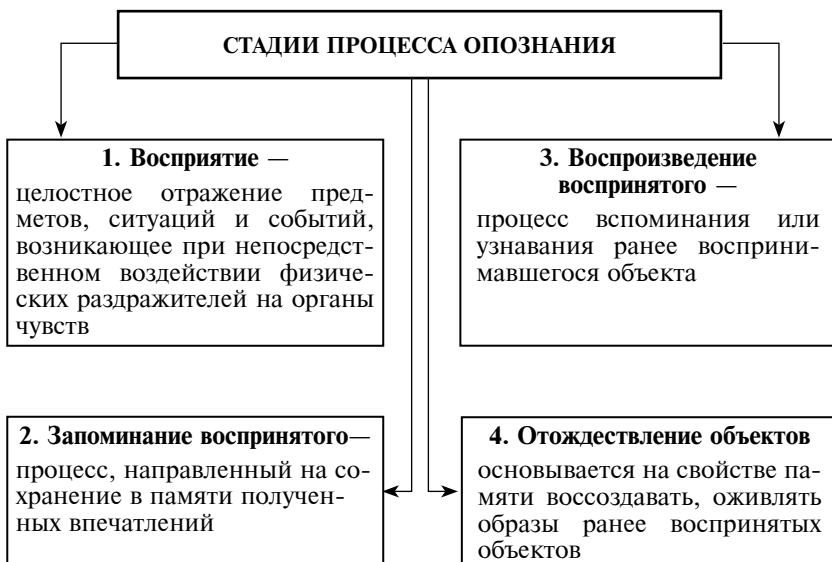 СТАДИИ ПРОЦЕССА ОПОЗНАНИЯ
1. Восприятие —
целостное отражение пред-
метов, ситуаций и событий,
возникающее при непосредст-
венном воздействии физиче-
ских раздражителей на органы
чувств
2. Запоминание воспринятого—
процесс, направленный на со-
хранение в памяти получен-
ных впечатлений
3. Воспроизведение
воспринятого —
процесс вспоминания или
узнавания ранее восприни-
мавшегося объекта
4. Отождествление объектов
основывается на свойстве па-
мяти воссоздавать, оживлять
образы ранее воспринятых
объектов